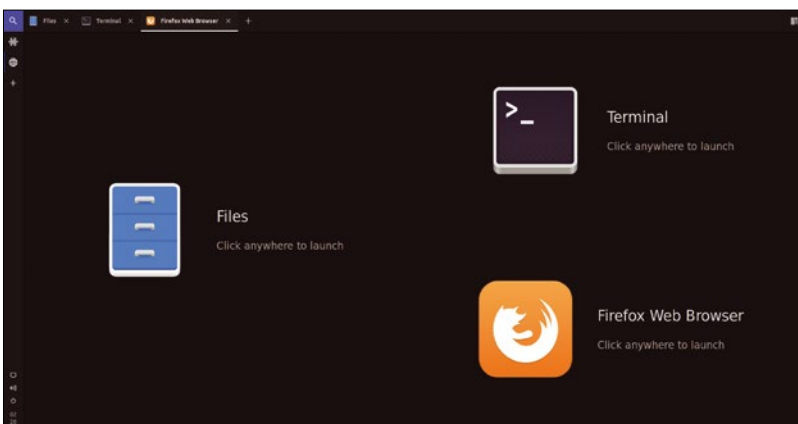 Files × Terminal × Firefox Web Browser × +
+
>_
Terminal
Click anywhere to launch
Files
Click anywhere to launch
Firefox Web Browser
Click anywhere to launch